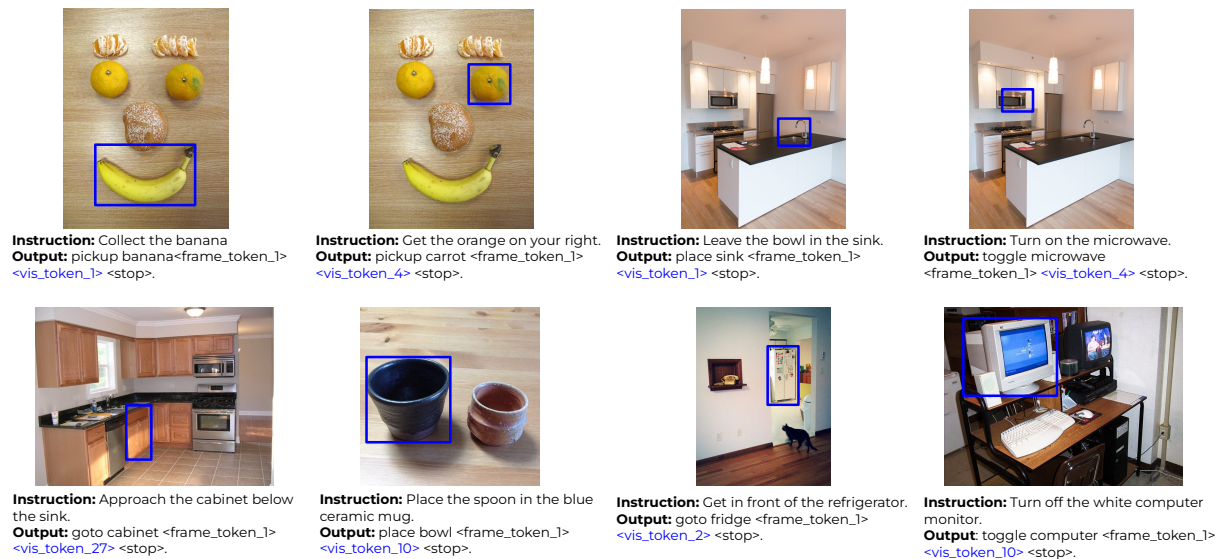 Instruction: Collect the banana
Output: pickup banana<frame_token_1>
<vis_token_1> <stop>.
Instruction: Get the orange on your right.
Output: pickup carrot <frame_token_1>
<vis_token_4> <stop>.
Instruction: Leave the bowl in the sink.
Output: place sink <frame_token_1>
<vis_token_1> <stop>.
Instruction: Turn on the microwave.
Output: toggle microwave
<frame_token_1> <vis_token_4> <stop>.
Instruction: Approach the cabinet below
the sink.
Output: goto cabinet <frame_token_1>
<vis_token_27> <stop>.
Instruction: Place the spoon in the blue
ceramic mug.
Output: place bowl <frame_token_1>
<vis_token_10> <stop>.
Instruction: Get in front of the refrigerator.
Output: goto fridge <frame_token_1>
<vis_token_2> <stop>.
Instruction: Turn off the white computer
monitor.
Output: toggle computer <frame_token_1>
<vis_token_10> <stop>.